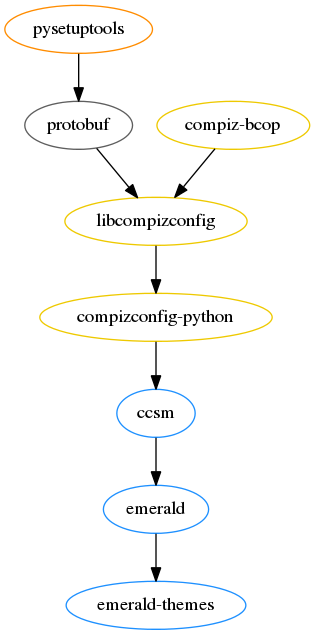 pysetuptools
protobuf
compiz-bcop
libcompizconfig
compizconfig-python
ccsm
emerald
emerald-themes